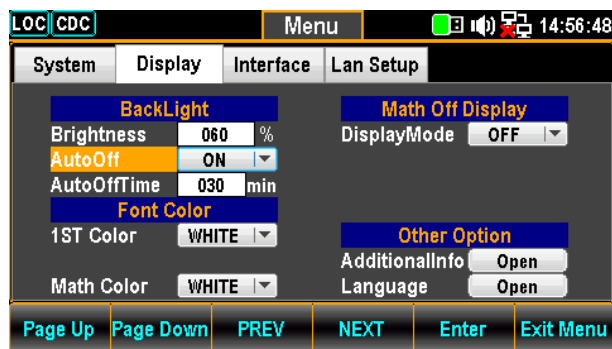 LOC CDC Menu 14:56:48
System Display Interface Lan Setup
BackLight
Brightness 060 %
AutoOff ON
AutoOffTime 030 min
Font Color
1ST Color WHITE
Math Color WHITE
Math Off Display
DisplayMode OFF
Other Option
AdditionalInfo Open
Language Open
Page Up Page Down PREV NEXT Enter Exit Menu